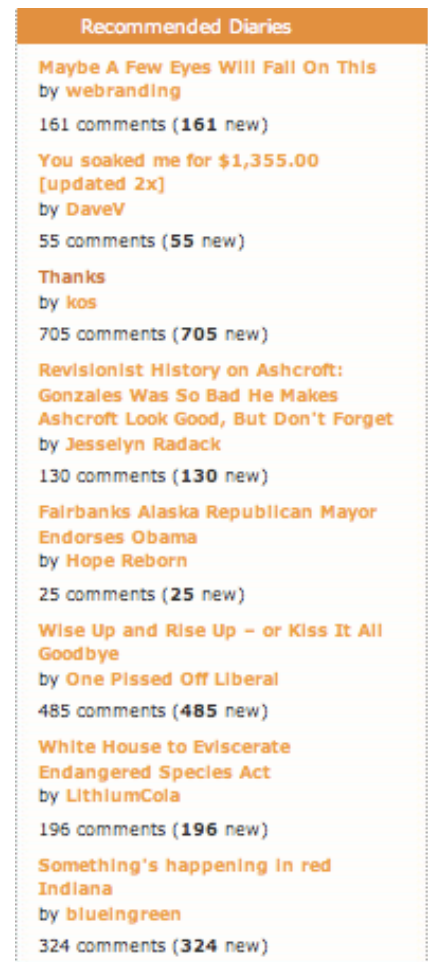 Recommended Diaries
Maybe A Few Eyes Will Fall On This
by webranding
161 comments (161 new)
You soaked me for $1,355.00
[updated 2x]
by DaveV
55 comments (55 new)
Thanks
by kos
705 comments (705 new)
Revisionist History on Ashcroft:
Gonzales Was So Bad He Makes
Ashcroft Look Good, But Don't Forget
by Jesselyn Radack
130 comments (130 new)
Fairbanks Alaska Republican Mayor
Endorses Obama
by Hope Reborn
25 comments (25 new)
Wise Up and Rise Up – or Kiss It All
Goodbye
by One Pissed Off Liberal
485 comments (485 new)
White House to Eviscerate
Endangered Species Act
by LithiumCola
196 comments (196 new)
Something's happening in red
Indiana
by blueingreen
324 comments (324 new)